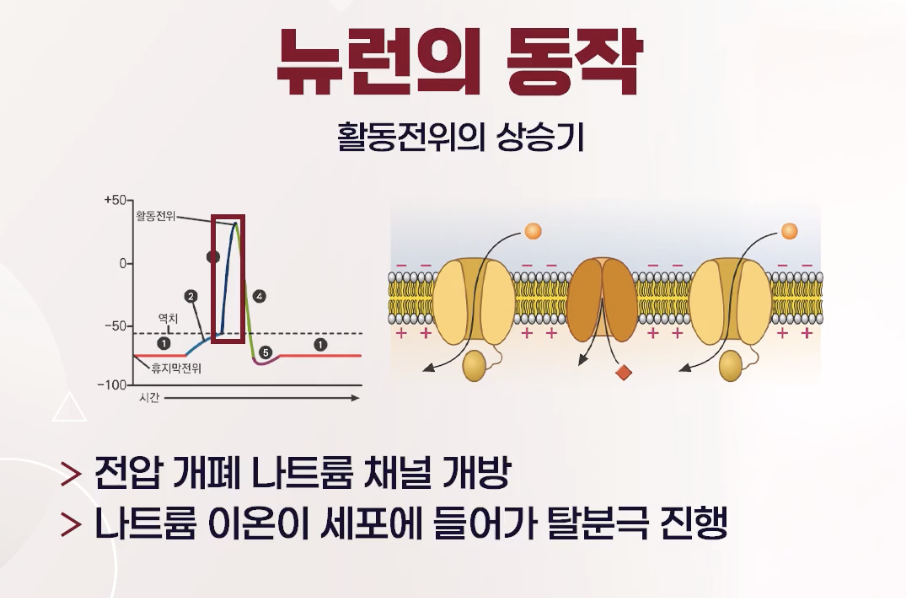 뉴런의 동작
활동전위의 상승기
+50
활동전위
0
2
4
-50
역치
1
5
1
휴지막전위
-100
시간
− − − − − − − −
+ + + + + + + +
> 전압 개폐 나트륨 채널 개방
> 나트륨 이온이 세포에 들어가 탈분극 진행